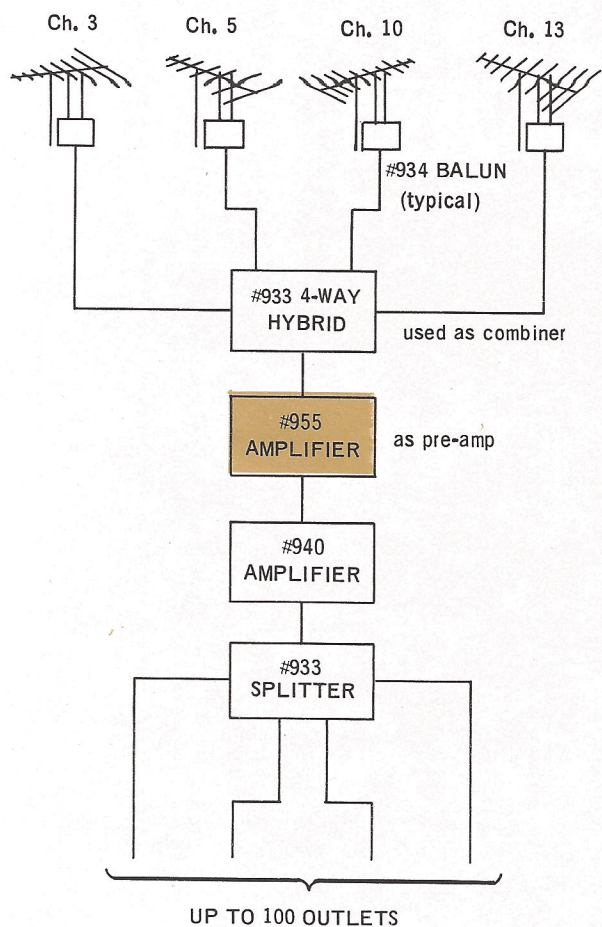 Ch. 3 Ch. 5 Ch. 10 Ch. 13
#934 BALUN
(typical)
#933 4-WAY
HYBRID
used as combiner
#955
AMPLIFIER
as pre-amp
#940
AMPLIFIER
#933
SPLITTER
UP TO 100 OUTLETS